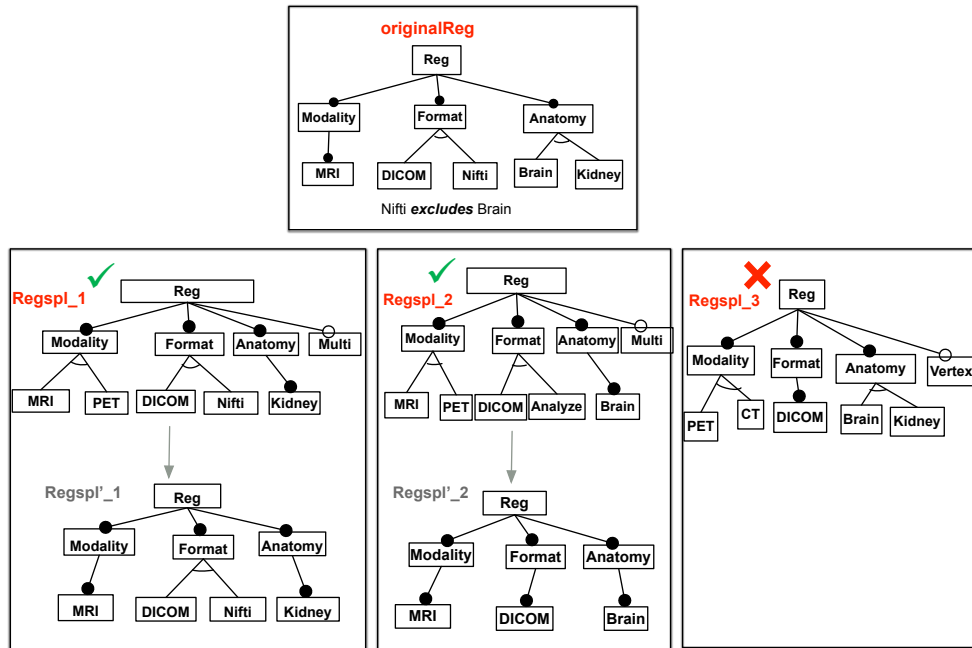 originalReg
Reg
Modality
Format
Anatomy
MRI
DICOM
Nifti
Brain
Kidney
Nifti excludes Brain
Regspl_1
Reg
Modality
Format
Anatomy
Multi
MRI
PET
DICOM
Nifti
Kidney
Regspl'_1
Reg
Modality
Format
Anatomy
MRI
DICOM
Nifti
Kidney
Regspl_2
Reg
Modality
Format
Anatomy
Multi
MRI
PET
DICOM
Analyze
Brain
Regspl'_2
Reg
Modality
Format
Anatomy
MRI
DICOM
Brain
Regspl_3
Reg
Modality
Format
Anatomy
Vertex
PET
CT
DICOM
Brain
Kidney